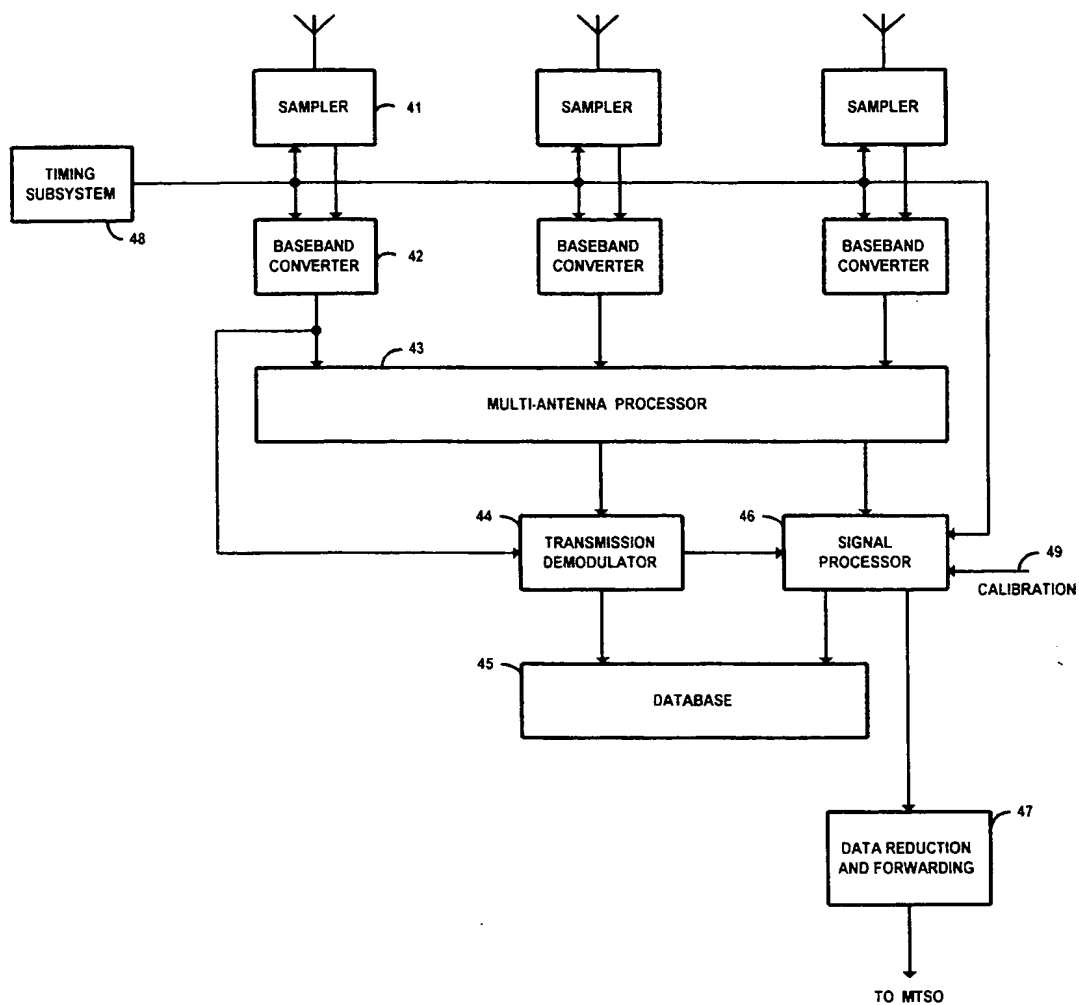 SAMPLER
41
SAMPLER
SAMPLER
TIMING
SUBSYSTEM
48
BASEBAND
CONVERTER
42
BASEBAND
CONVERTER
BASEBAND
CONVERTER
43
MULTI-ANTENNA PROCESSOR
44
TRANSMISSION
DEMODULATOR
46
SIGNAL
PROCESSOR
49
CALIBRATION
45
DATABASE
47
DATA REDUCTION
AND FORWARDING
TO MTSO